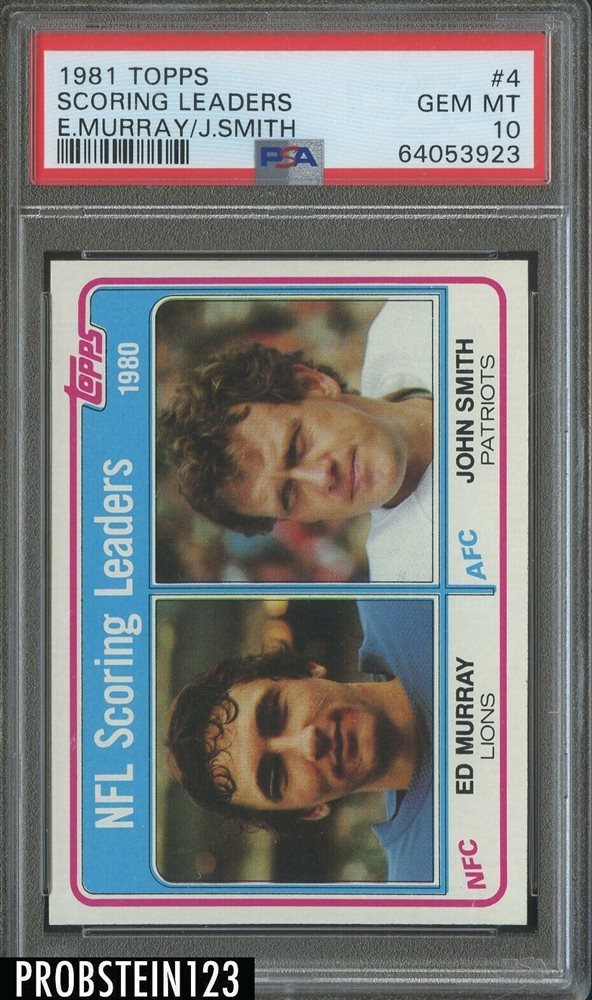 1981 TOPPS #4
SCORING LEADERS GEM MT
E.MURRAY/J.SMITH 10
PSA 64053923
Topps
NFL Scoring Leaders 1980
NFC ED MURRAY
LIONS
AFC JOHN SMITH
PATRIOTS
PSA
PROBSTEIN123